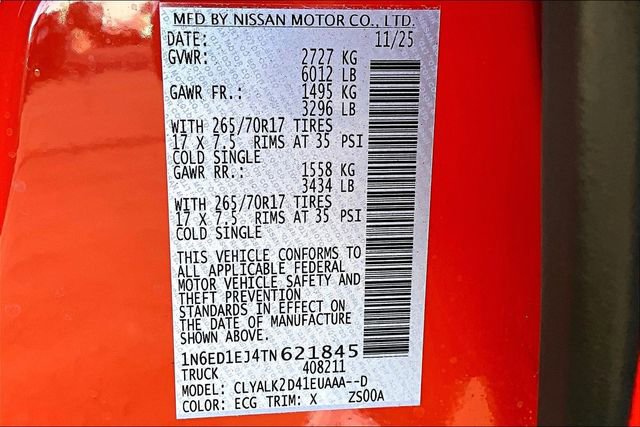 MFD BY NISSAN MOTOR CO., LTD.
DATE: 11/25
GVWR: 2727 KG
6012 LB
GAWR FR.: 1495 KG
3296 LB
WITH 265/70R17 TIRES
17 X 7.5 RIMS AT 35 PSI
COLD SINGLE
GAWR RR.: 1558 KG
3434 LB
WITH 265/70R17 TIRES
17 X 7.5 RIMS AT 35 PSI
COLD SINGLE
THIS VEHICLE CONFORMS TO
ALL APPLICABLE FEDERAL
MOTOR VEHICLE SAFETY AND
THEFT PREVENTION
STANDARDS IN EFFECT ON
THE DATE OF MANUFACTURE
SHOWN ABOVE.
1N6ED1EJ4TN621845
TRUCK 408211
MODEL: CLYALK2D41EUAAA--D
COLOR: ECG TRIM: X ZS00A